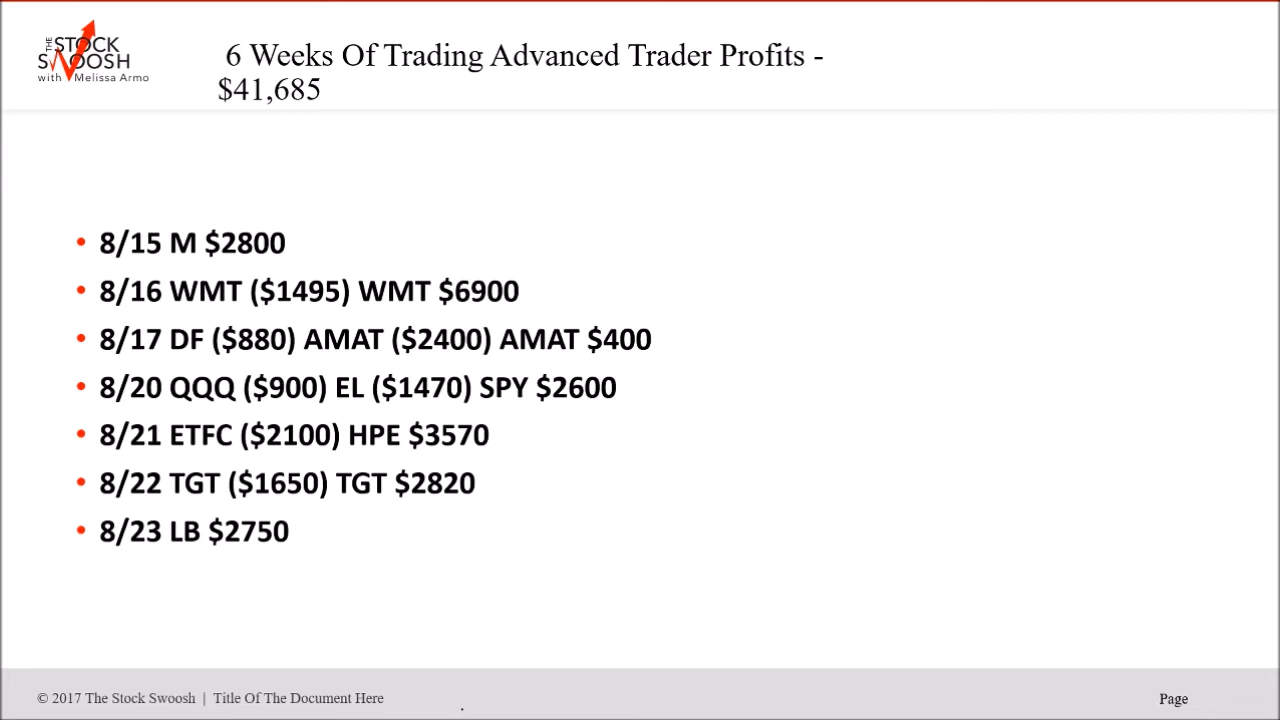 THE STOCK
SWOOSH
with Melissa Armo
6 Weeks Of Trading Advanced Trader Profits -
$41,685
• 8/15 M $2800
• 8/16 WMT ($1495) WMT $6900
• 8/17 DF ($880) AMAT ($2400) AMAT $400
• 8/20 QQQ ($900) EL ($1470) SPY $2600
• 8/21 ETFC ($2100) HPE $3570
• 8/22 TGT ($1650) TGT $2820
• 8/23 LB $2750
© 2017 The Stock Swoosh | Title Of The Document Here
Page